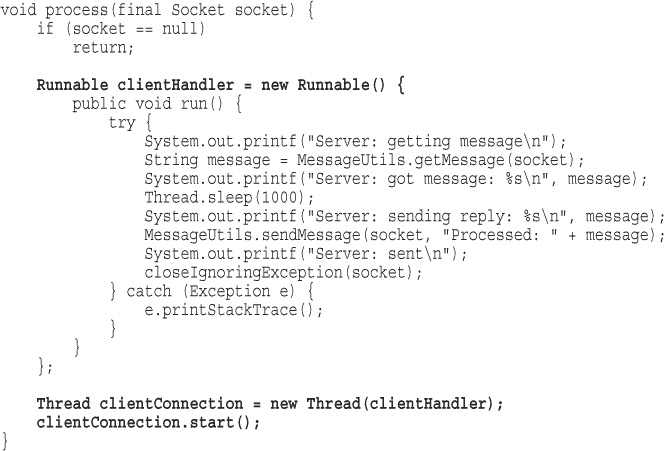 void process(final Socket socket) {
    if (socket == null)
        return;

    Runnable clientHandler = new Runnable() {
        public void run() {
            try {
                System.out.printf("Server: getting message\n");
                String message = MessageUtils.getMessage(socket);
                System.out.printf("Server: got message: %s\n", message);
                Thread.sleep(1000);
                System.out.printf("Server: sending reply: %s\n", message);
                MessageUtils.sendMessage(socket, "Processed: " + message);
                System.out.printf("Server: sent\n");
                closeIgnoringException(socket);
            } catch (Exception e) {
                e.printStackTrace();
            }
        }
    };

    Thread clientConnection = new Thread(clientHandler);
    clientConnection.start();
}